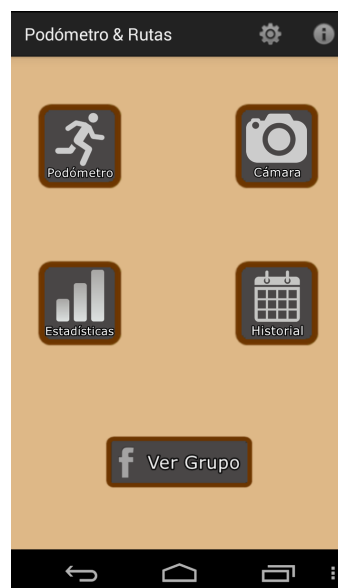 Podómetro & Rutas
Podómetro
Cámara
Estadísticas
Historial
f Ver Grupo